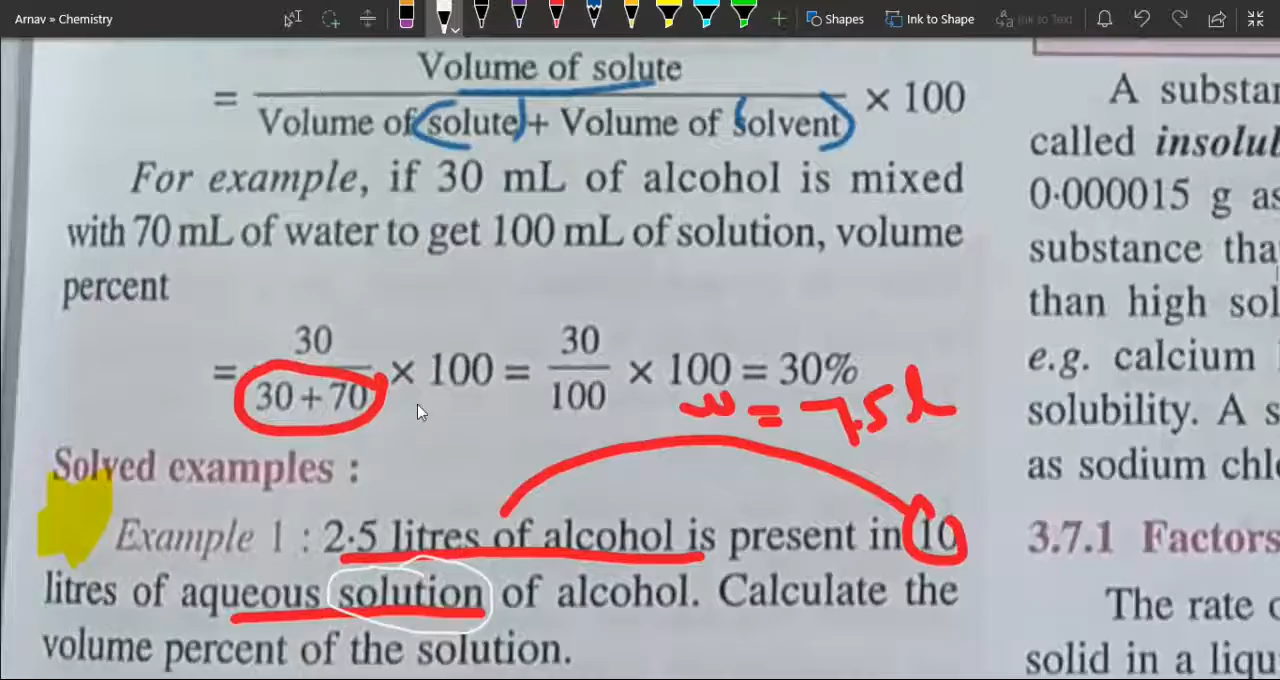 Arnav » Chemistry
Shapes
Ink to Shape
Ink to Text
Volume of solute
= ———— × 100
Volume of solute + Volume of solvent
For example, if 30 mL of alcohol is mixed
with 70 mL of water to get 100 mL of solution, volume
percent
= 30/30 + 70 × 100 = 30/100 × 100 = 30%
w = 7.5 l
Solved examples :
Example 1 : 2·5 litres of alcohol is present in 10
litres of aqueous solution of alcohol. Calculate the
volume percent of the solution.
A substan
called insolub
0·000015 g as
substance tha
than high sol
e.g. calcium
solubility. A s
as sodium chlo
3.7.1 Factors
The rate o
solid in a liqu